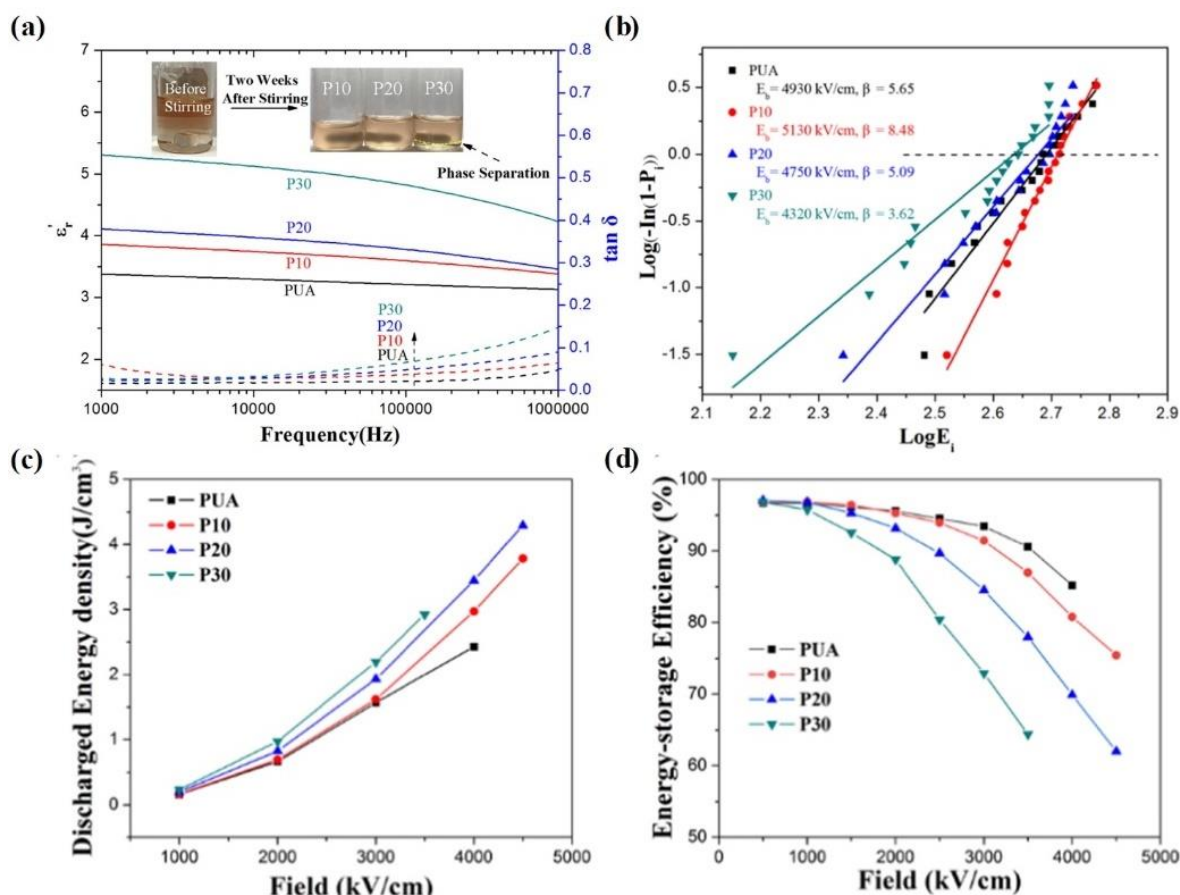 (a)
7
6
5
4
3
2
ε'r
0.8
0.7
0.6
0.5
0.4
0.3
0.2
0.1
0.0
tan δ
Before
Stirring
Two Weeks
After Stirring
P10 P20 P30
Phase Separation
P30
P20
P10
PUA
P30
P20
P10
PUA
1000 10000 100000 1000000
Frequency(Hz)
(b)
0.5
0.0
-0.5
-1.0
-1.5
Log(-In(1-Pi))
PUA
Eb = 4930 kV/cm, β = 5.65
P10
Eb = 5130 kV/cm, β = 8.48
P20
Eb = 4750 kV/cm, β = 5.09
P30
Eb = 4320 kV/cm, β = 3.62
2.1 2.2 2.3 2.4 2.5 2.6 2.7 2.8 2.9
LogEi
(c)
5
4
3
2
1
0
Discharged Energy density(J/cm³)
PUA
P10
P20
P30
1000 2000 3000 4000 5000
Field (kV/cm)
(d)
100
90
80
70
60
50
Energy-storage Efficiency (%)
PUA
P10
P20
P30
0 1000 2000 3000 4000 5000
Field (kV/cm)